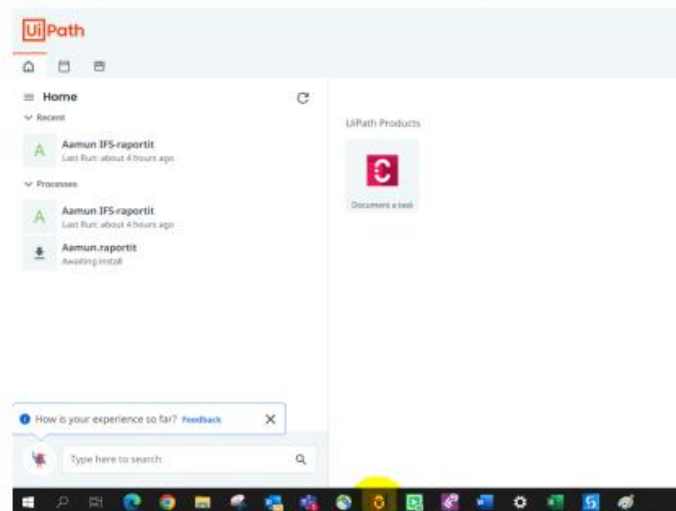 UiPath
Home
Recent
A
Aamun IFS-raportit
Last Run: about 4 hours ago
Processes
A
Aamun IFS-raportit
Last Run: about 4 hours ago
Aamun.raportit
Awaiting install
UiPath Products
Document a task
How is your experience so far? Feedback
Type here to search